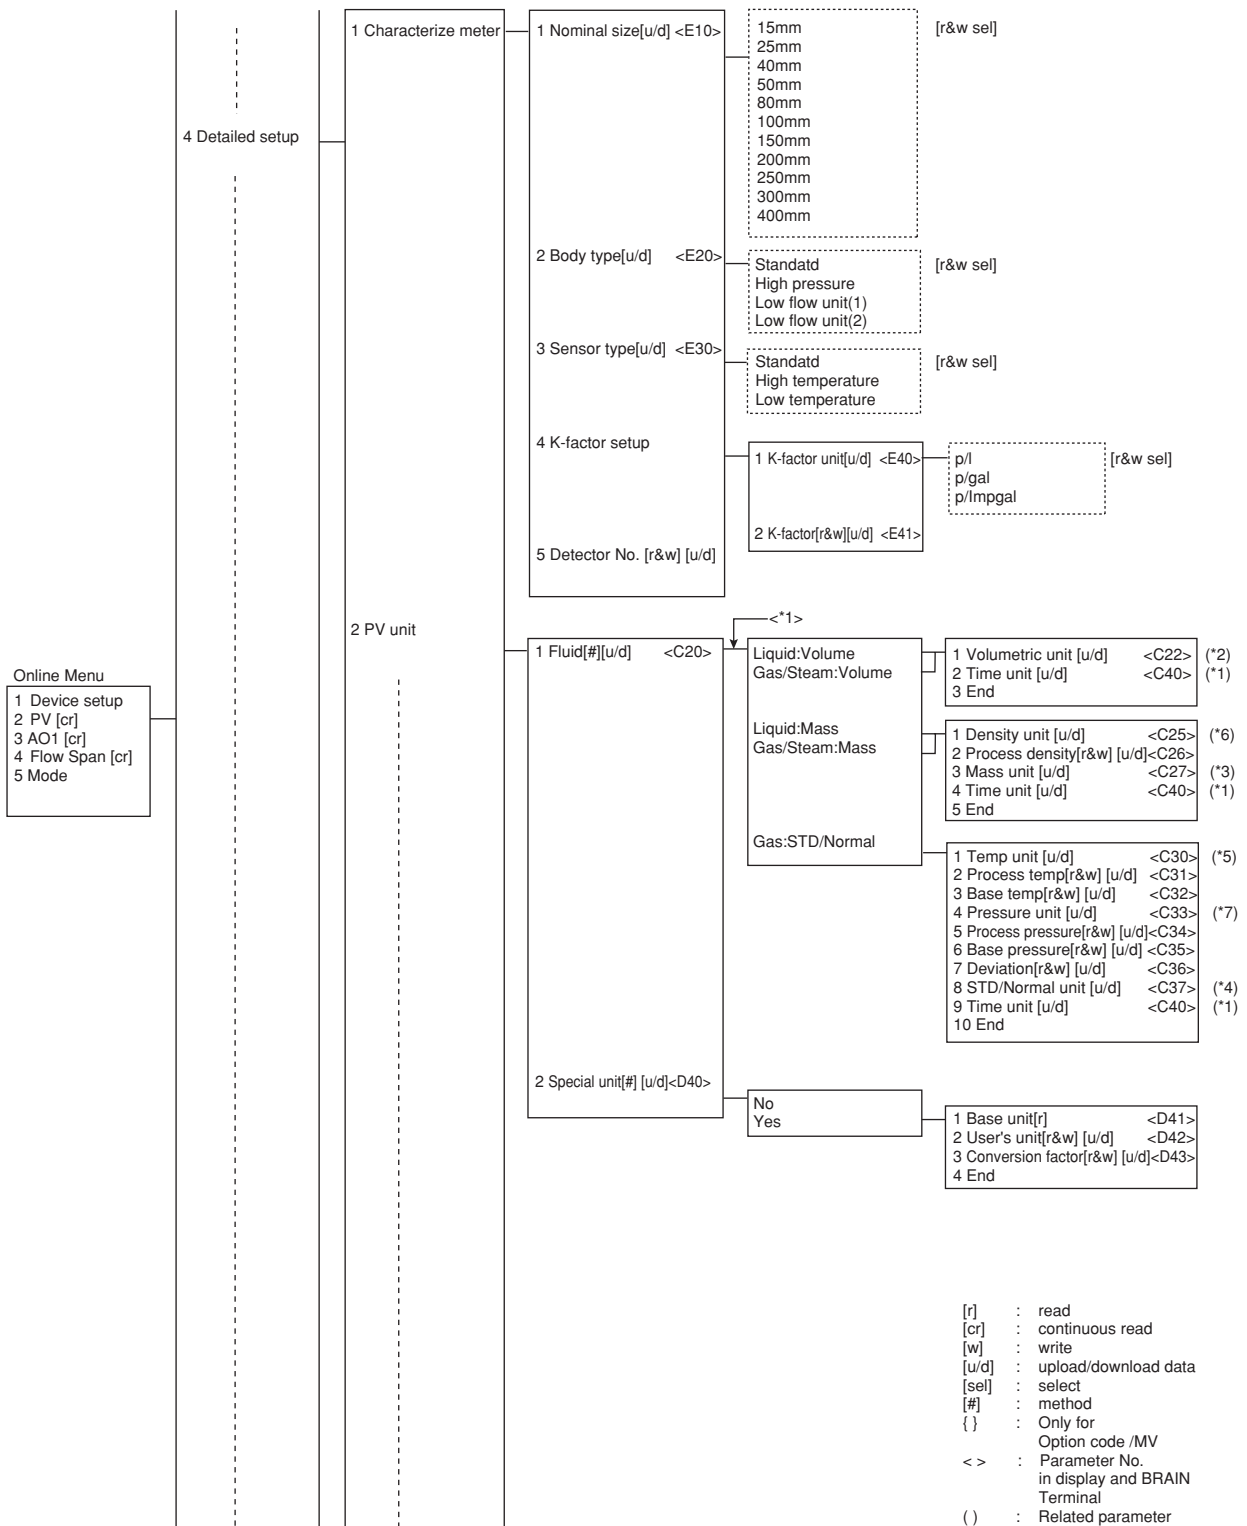 Online Menu
1 Device setup
2 PV [cr]
3 AO1 [cr]
4 Flow Span [cr]
5 Mode
4 Detailed setup
1 Characterize meter
2 PV unit
1 Nominal size[u/d] <E10>
15mm
25mm
40mm
50mm
80mm
100mm
150mm
200mm
250mm
300mm
400mm
[r&w sel]
2 Body type[u/d] <E20>
Standatd
High pressure
Low flow unit(1)
Low flow unit(2)
[r&w sel]
3 Sensor type[u/d] <E30>
Standatd
High temperature
Low temperature
[r&w sel]
4 K-factor setup
1 K-factor unit[u/d] <E40>
p/l
p/gal
p/Impgal
[r&w sel]
2 K-factor[r&w][u/d] <E41>
5 Detector No. [r&w] [u/d]
1 Fluid[#][u/d] <C20>
<*1>
Liquid:Volume
Gas/Steam:Volume
1 Volumetric unit [u/d] <C22> (*2)
2 Time unit [u/d] <C40> (*1)
3 End
Liquid:Mass
Gas/Steam:Mass
1 Density unit [u/d] <C25> (*6)
2 Process density[r&w] [u/d]<C26>
3 Mass unit [u/d] <C27> (*3)
4 Time unit [u/d] <C40> (*1)
5 End
Gas:STD/Normal
1 Temp unit [u/d] <C30> (*5)
2 Process temp[r&w] [u/d] <C31>
3 Base temp[r&w] [u/d] <C32>
4 Pressure unit [u/d] <C33> (*7)
5 Process pressure[r&w] [u/d]<C34>
6 Base pressure[r&w] [u/d] <C35>
7 Deviation[r&w] [u/d] <C36>
8 STD/Normal unit [u/d] <C37> (*4)
9 Time unit [u/d] <C40> (*1)
10 End
2 Special unit[#] [u/d]<D40>
No
Yes
1 Base unit[r] <D41>
2 User's unit[r&w] [u/d] <D42>
3 Conversion factor[r&w] [u/d]<D43>
4 End
[r] : read
[cr] : continuous read
[w] : write
[u/d] : upload/download data
[sel] : select
[#] : method
{ } : Only for
Option code /MV
< > : Parameter No.
in display and BRAIN
Terminal
( ) : Related parameter